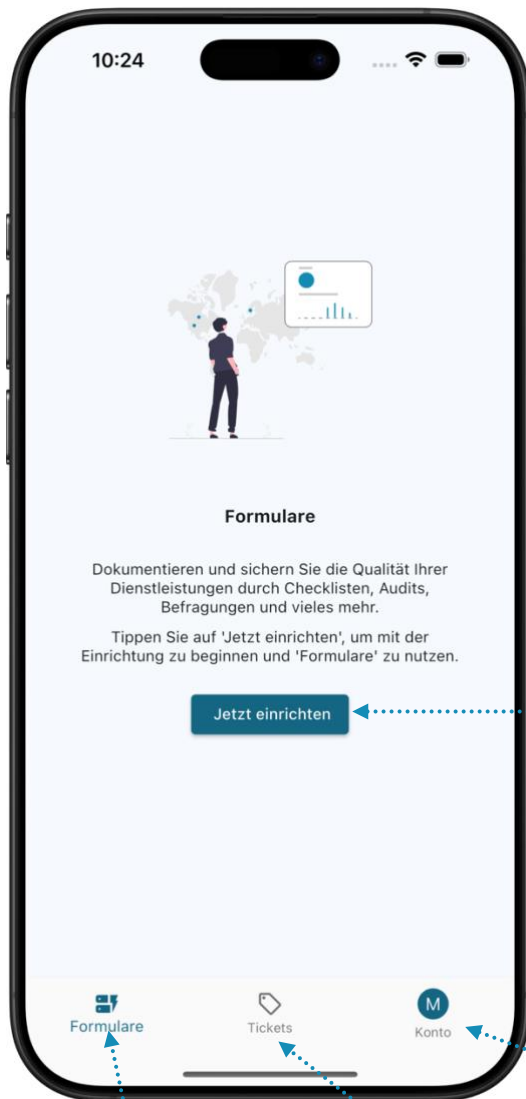 10:24
Formulare
Dokumentieren und sichern Sie die Qualität Ihrer
Dienstleistungen durch Checklisten, Audits,
Befragungen und vieles mehr.
Tippen Sie auf 'Jetzt einrichten', um mit der
Einrichtung zu beginnen und 'Formulare' zu nutzen.
Jetzt einrichten
M
Formulare Tickets Konto